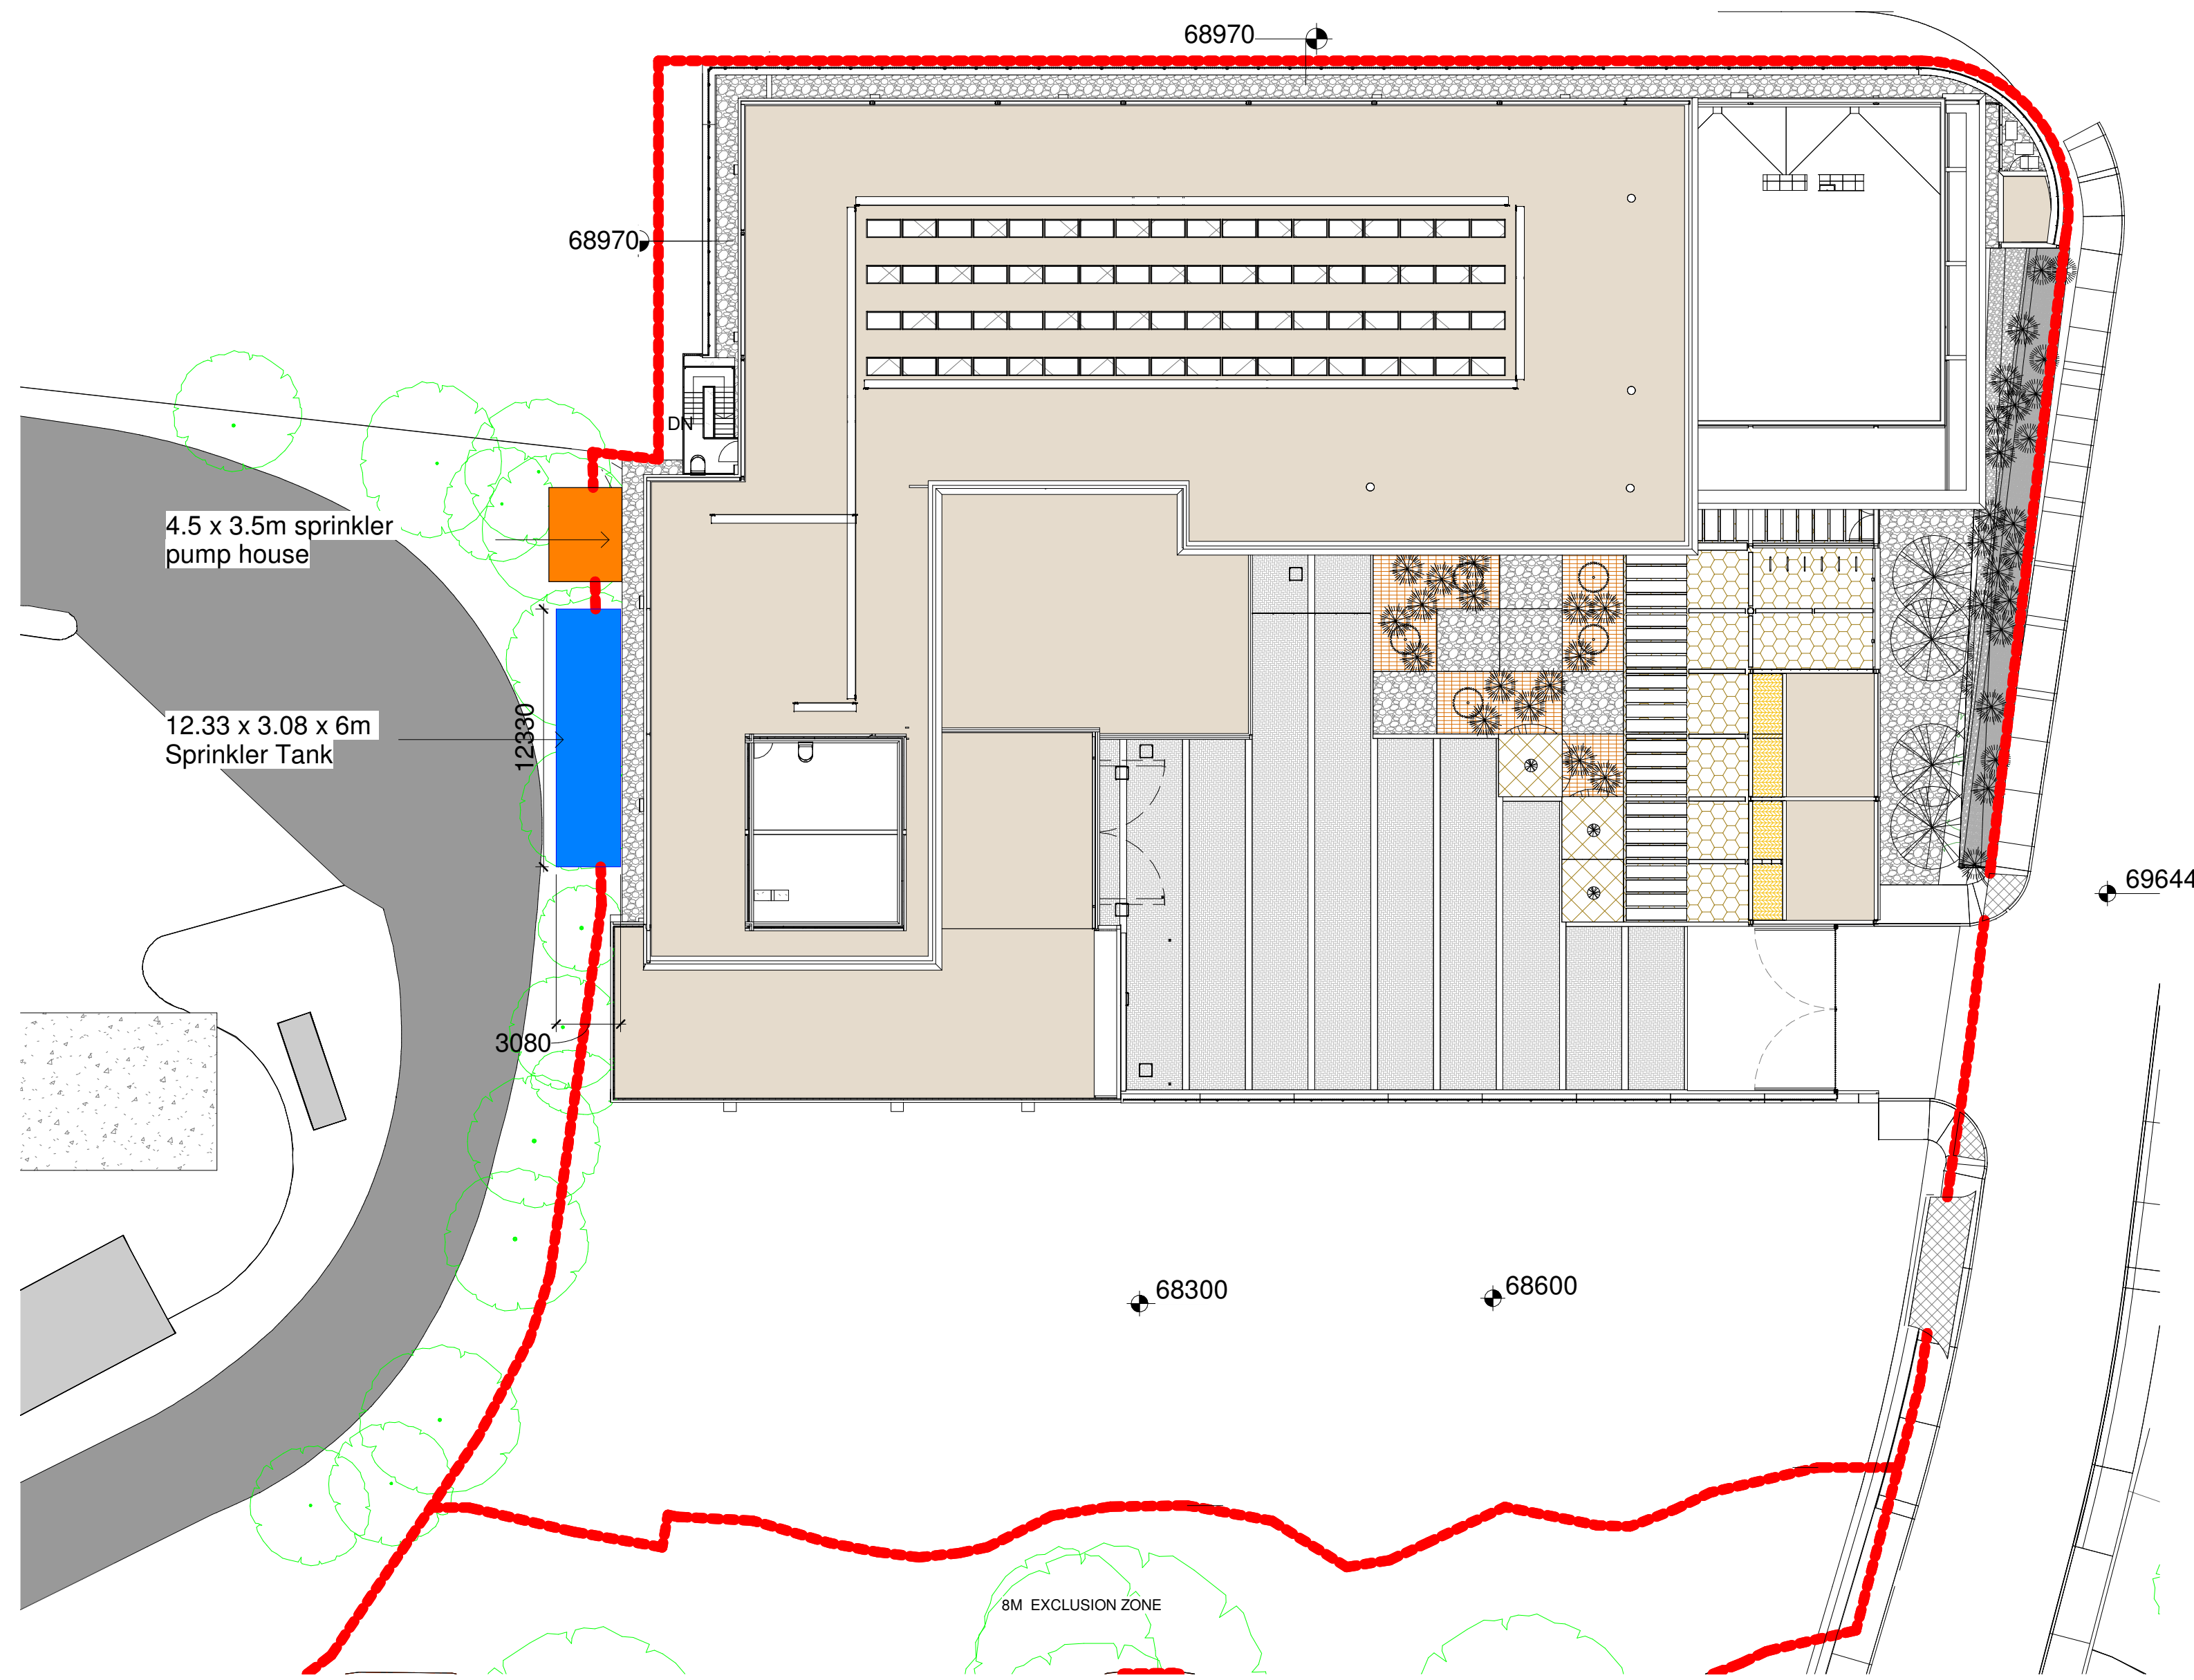 68970
68970
DN
4.5 x 3.5m sprinkler
pump house
12.33 x 3.08 x 6m
Sprinkler Tank
12330
69644
3080
68300
68600
8M EXCLUSION ZONE